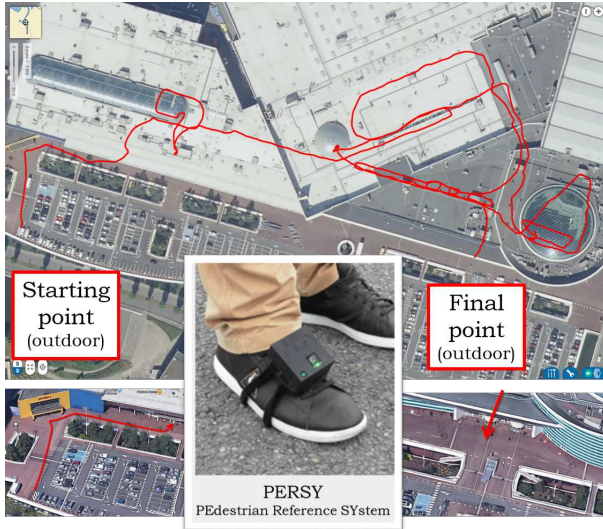 Starting
point
(outdoor)
Final
point
(outdoor)
PERSY
PEdestrian Reference SYstem